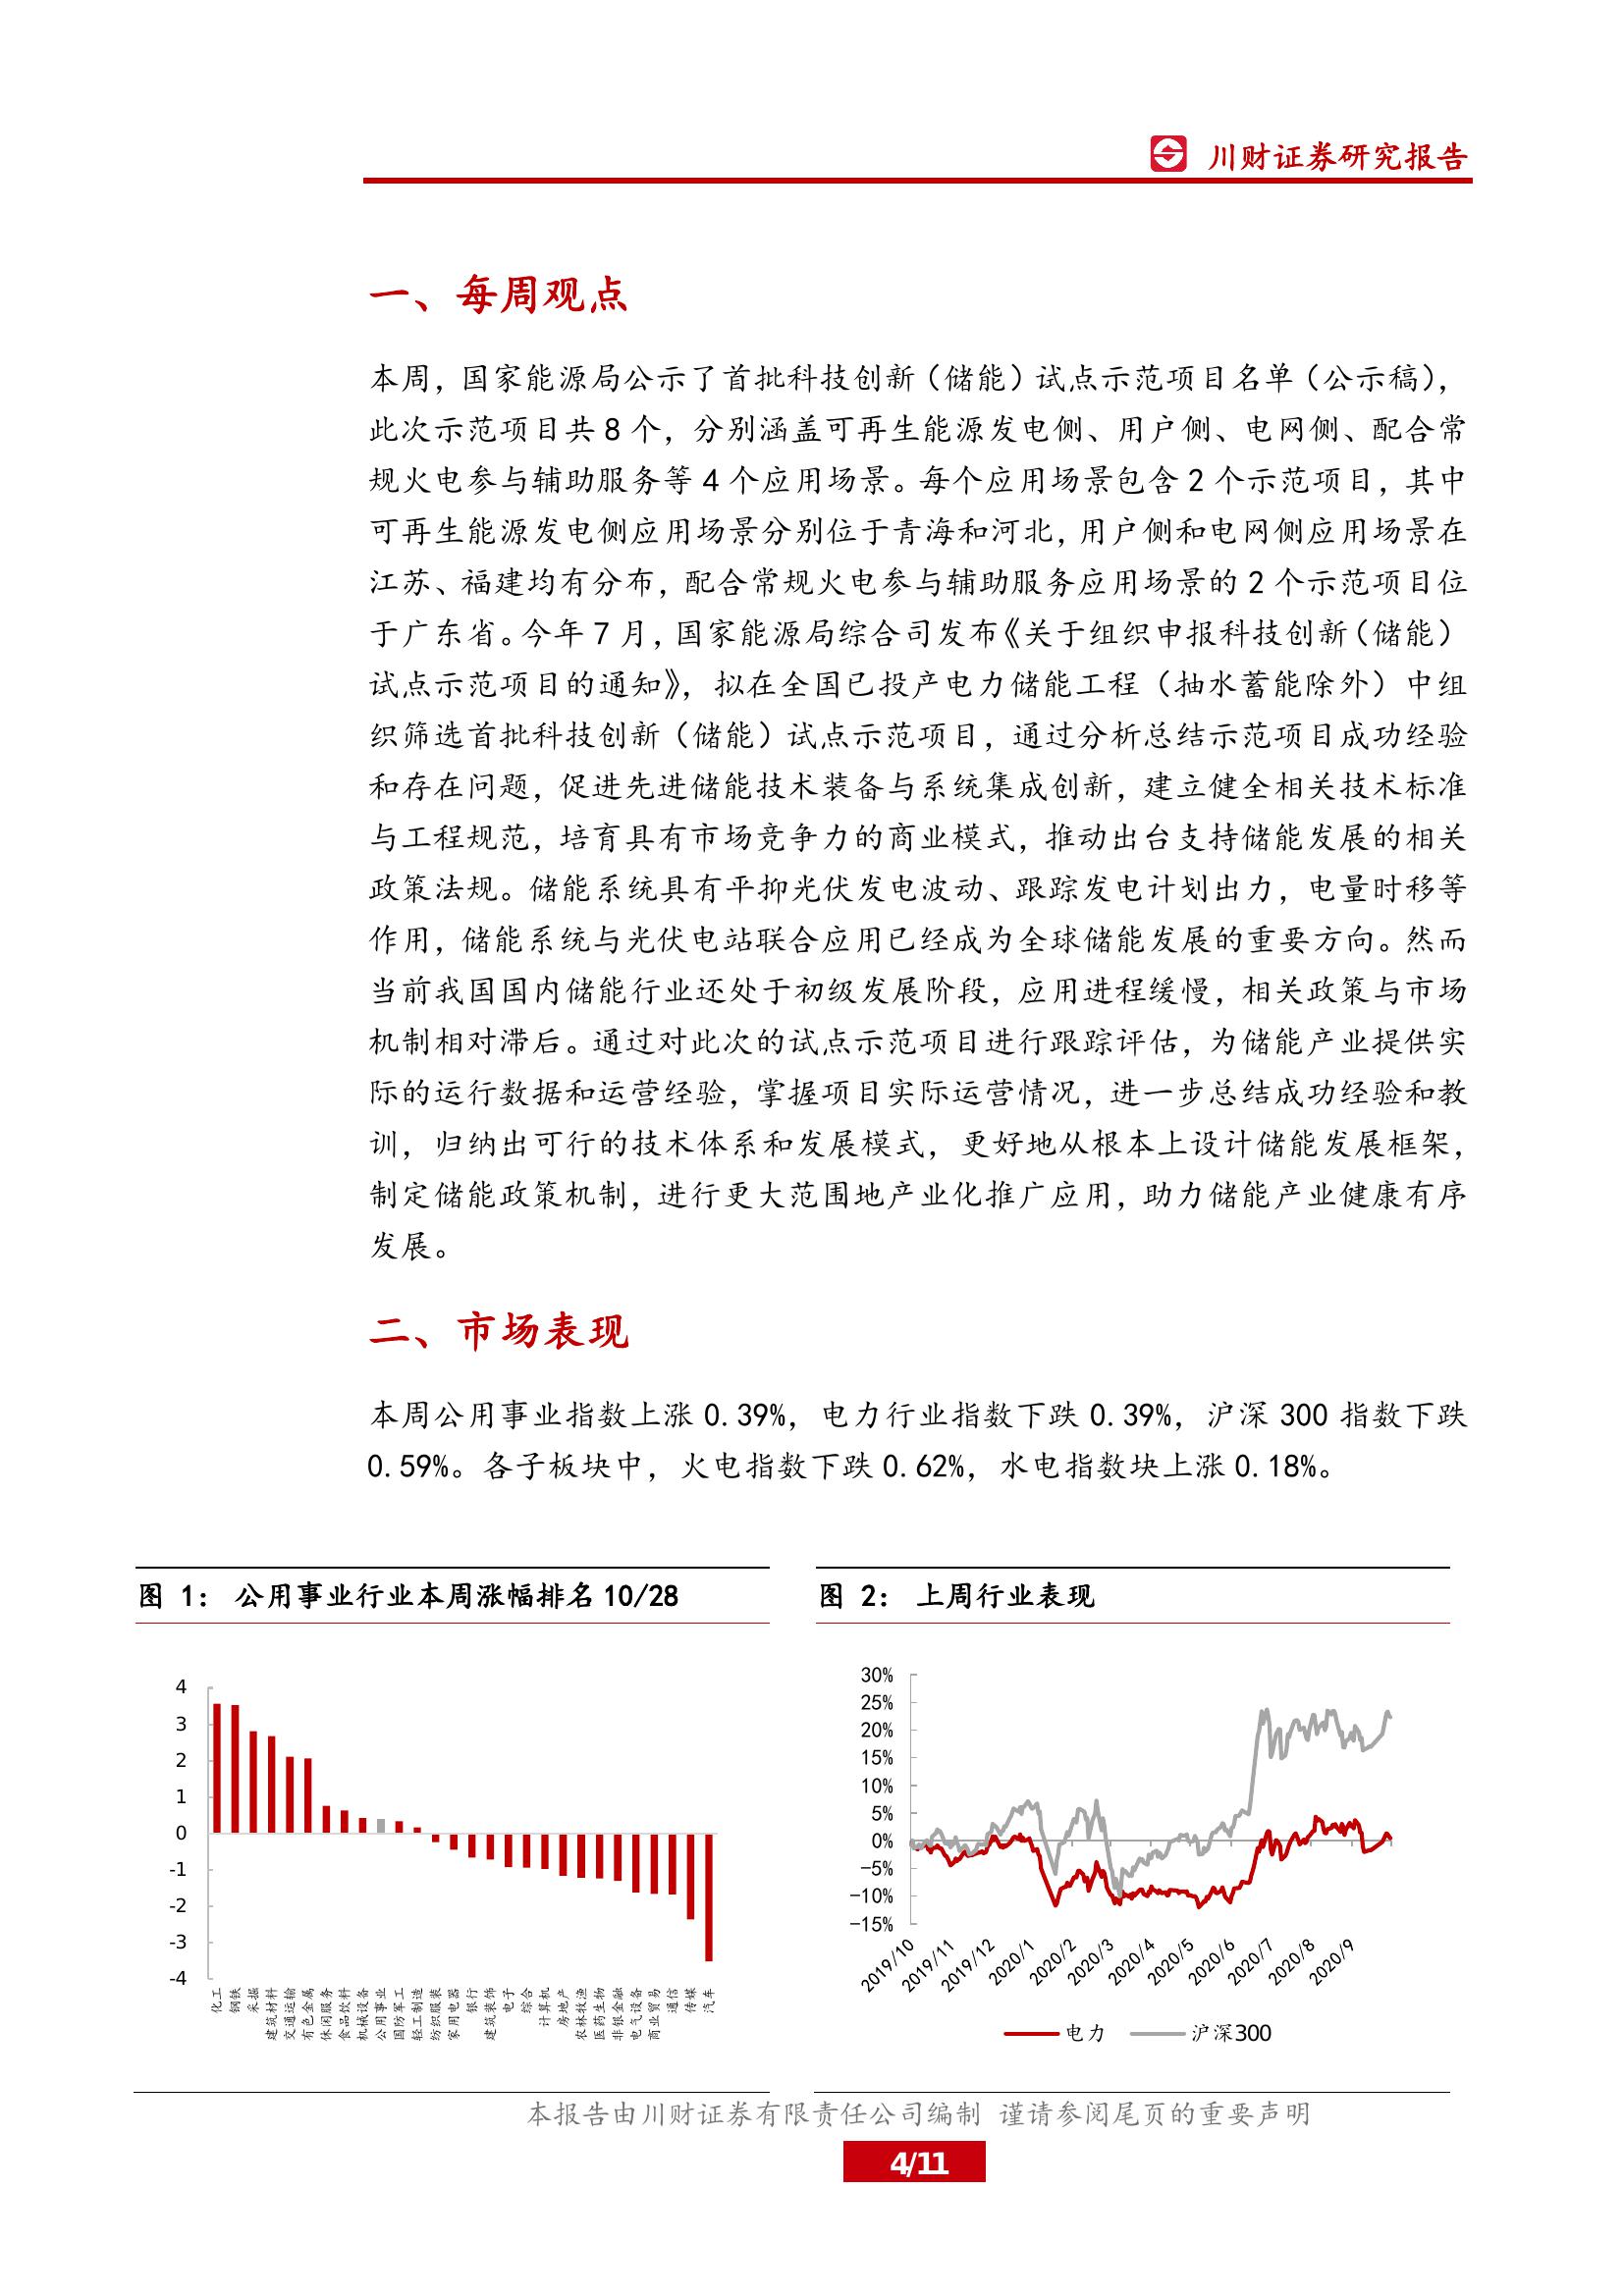 川财证券研究报告
一、每周观点
本周，国家能源局公示了首批科技创新（储能）试点示范项目名单（公示稿），
此次示范项目共 8 个，分别涵盖可再生能源发电侧、用户侧、电网侧、配合常
规火电参与辅助服务等 4 个应用场景。每个应用场景包含 2 个示范项目，其中
可再生能源发电侧应用场景分别位于青海和河北，用户侧和电网侧应用场景在
江苏、福建均有分布，配合常规火电参与辅助服务应用场景的 2 个示范项目位
于广东省。今年 7 月，国家能源局综合司发布《关于组织申报科技创新（储能）
试点示范项目的通知》，拟在全国已投产电力储能工程（抽水蓄能除外）中组
织筛选首批科技创新（储能）试点示范项目，通过分析总结示范项目成功经验
和存在问题，促进先进储能技术装备与系统集成创新，建立健全相关技术标准
与工程规范，培育具有市场竞争力的商业模式，推动出台支持储能发展的相关
政策法规。储能系统具有平抑光伏发电波动、跟踪发电计划出力，电量时移等
作用，储能系统与光伏电站联合应用已经成为全球储能发展的重要方向。然而
当前我国国内储能行业还处于初级发展阶段，应用进程缓慢，相关政策与市场
机制相对滞后。通过对此次的试点示范项目进行跟踪评估，为储能产业提供实
际的运行数据和运营经验，掌握项目实际运营情况，进一步总结成功经验和教
训，归纳出可行的技术体系和发展模式，更好地从根本上设计储能发展框架，
制定储能政策机制，进行更大范围地产业化推广应用，助力储能产业健康有序
发展。
二、市场表现
本周公用事业指数上涨 0.39%，电力行业指数下跌 0.39%，沪深 300 指数下跌
0.59%。各子板块中，火电指数下跌 0.62%，水电指数块上涨 0.18%。
图 1： 公用事业行业本周涨幅排名 10/28
4
3
2
1
0
-1
-2
-3
-4
化工
钢铁
采掘
建筑材料
交通运输
有色金属
休闲服务
食品饮料
机械设备
公用事业
国防军工
轻工制造
纺织服装
家用电器
银行
建筑装饰
电子
综合
计算机
房地产
农林牧渔
医药生物
非银金融
电气设备
商业贸易
通信
传媒
汽车
图 2： 上周行业表现
30%
25%
20%
15%
10%
5%
0%
-5%
-10%
-15%
2019/10
2019/11
2019/12
2020/1
2020/2
2020/3
2020/4
2020/5
2020/6
2020/7
2020/8
2020/9
电力
沪深300
本报告由川财证券有限责任公司编制 谨请参阅尾页的重要声明
4/11